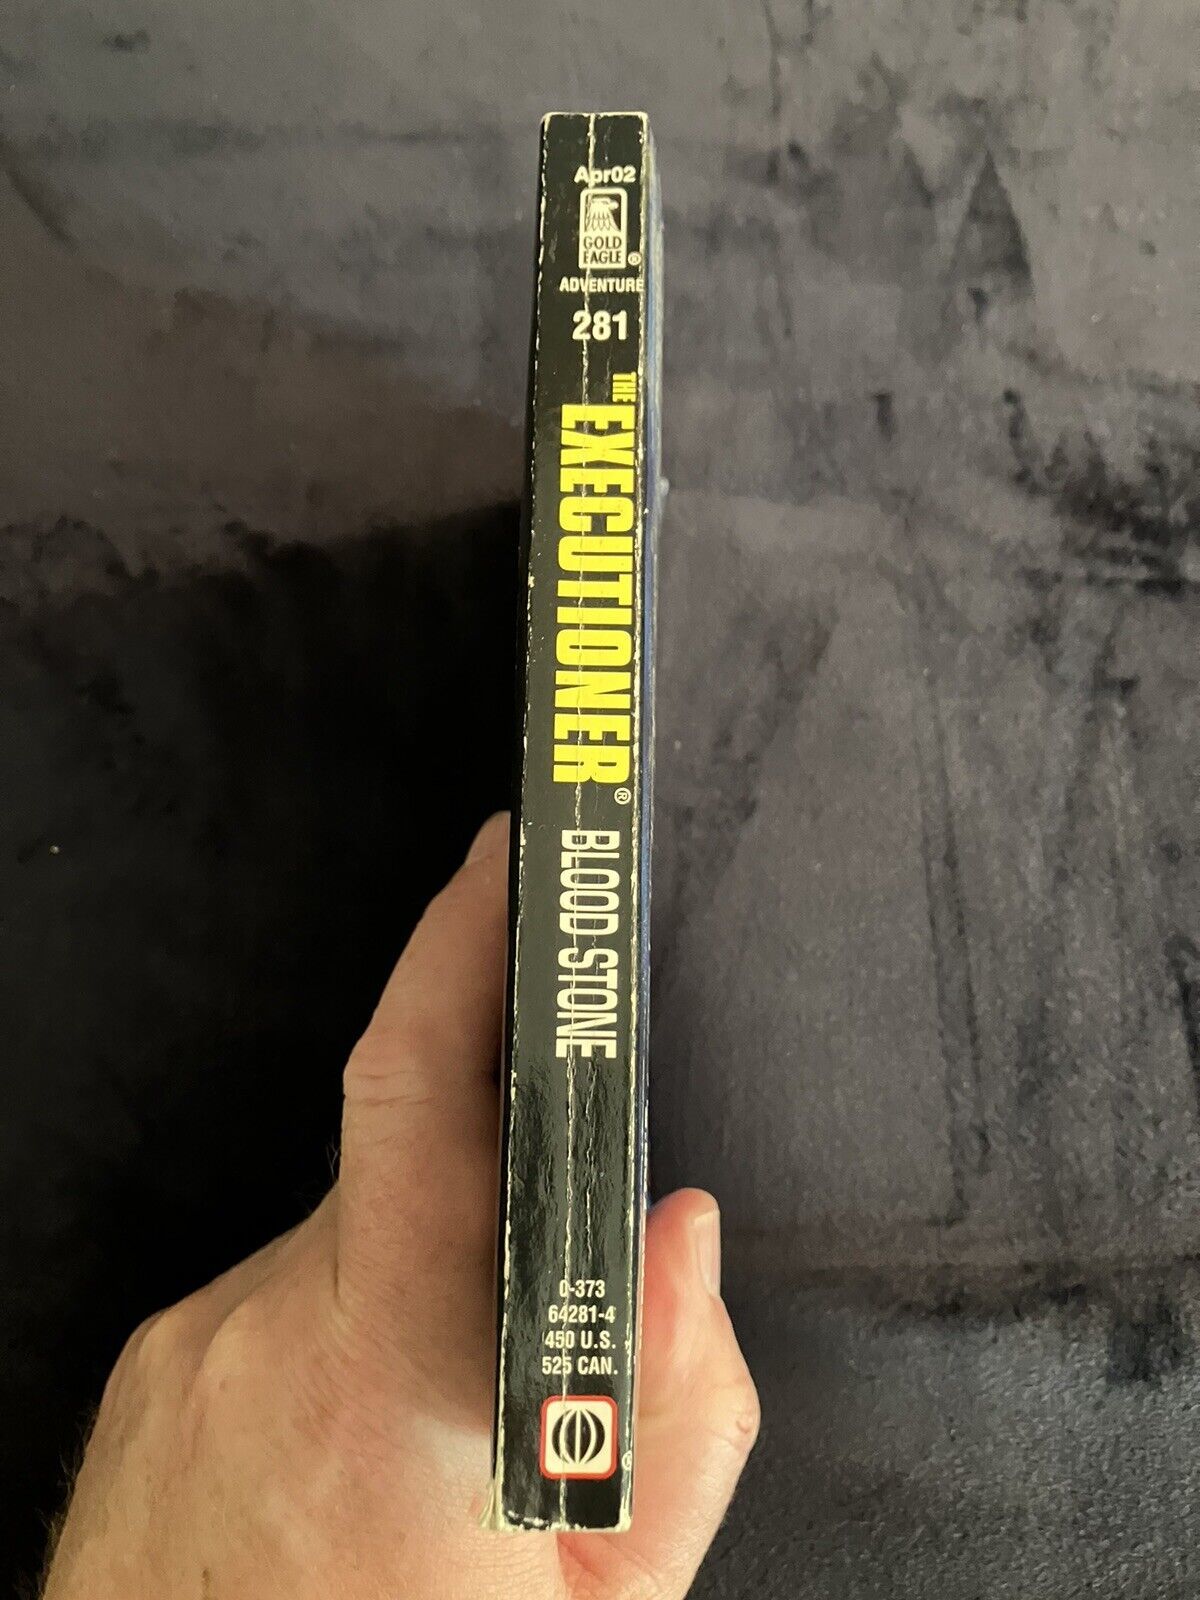 Apr02
GOLD
EAGLE ®
ADVENTURE
281
THE
EXECUTIONER ®
BLOOD STONE
0-373
64281-4
450 U.S.
525 CAN.
®